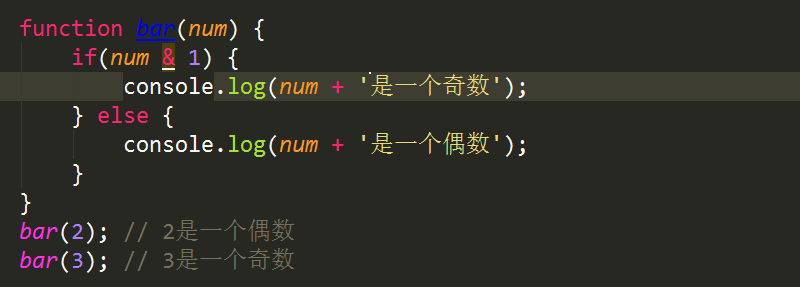 function bar(num) {
if(num & 1) {
console.log(num + '是一个奇数');
} else {
console.log(num + '是一个偶数');
}
}
bar(2); // 2是一个偶数
bar(3); // 3是一个奇数